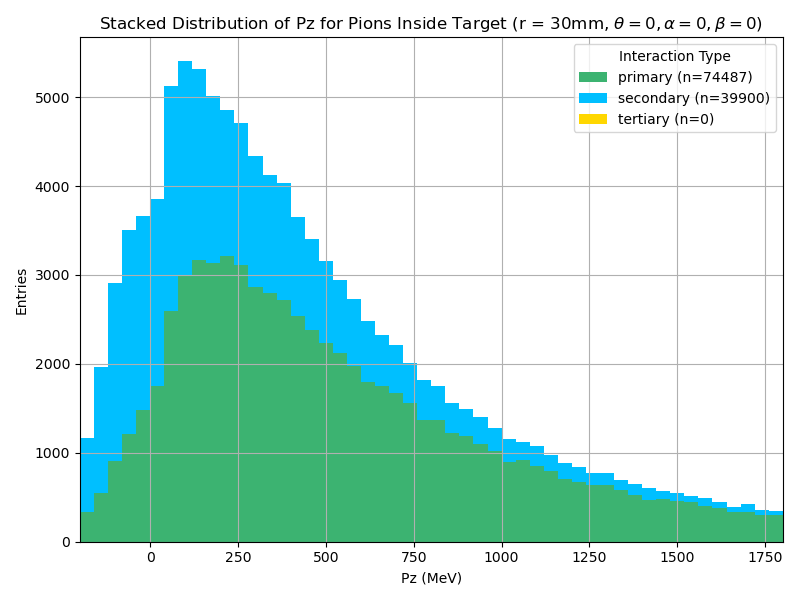 Stacked Distribution of Pz for Pions Inside Target (r = 30mm, θ = 0, α = 0, β = 0)
Interaction Type
primary (n=74487)
secondary (n=39900)
tertiary (n=0)
5000
4000
3000
2000
1000
0
Entries
0 250 500 750 1000 1250 1500 1750
Pz (MeV)